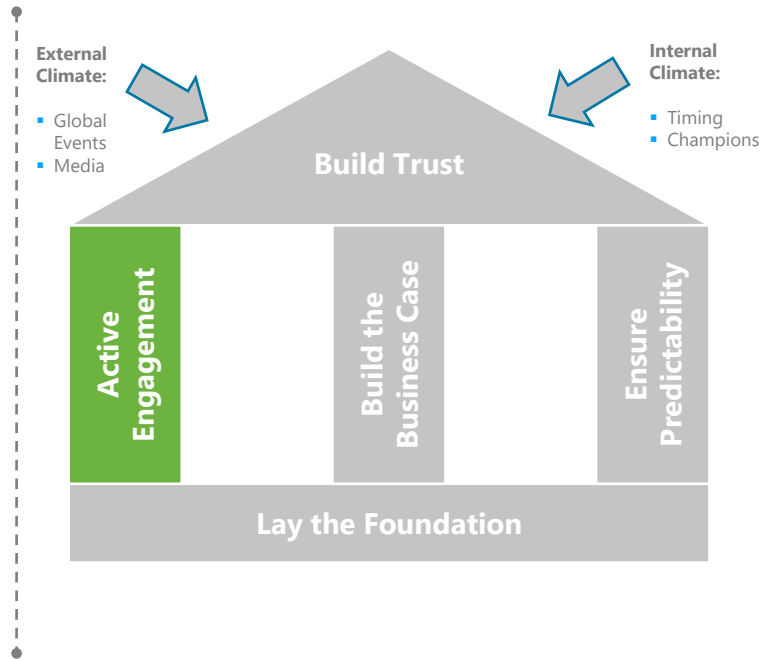 External
Climate:
Global
Events
Media
Internal
Climate:
Timing
Champions
Build Trust
Active
Engagement
Build the
Business Case
Ensure
Predictability
Lay the Foundation